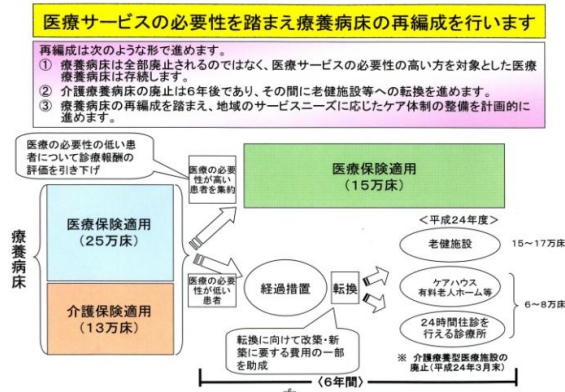 医療サービスの必要性を踏まえ療養病床の再編成を行います
再編成は次のような形で進めます。
① 療養病床は全部廃止されるのではなく、医療サービスの必要性の高い方を対象とした医療
療養病床は存続します。
② 介護療養病床の廃止は6年後であり、その間に老健施設等への転換を進めます。
③ 療養病床の再編成を踏まえ、地域のサービスニーズに応じたケア体制の整備を計画的に
進めます。
医療の必要性の低い患
者について診療報酬の
評価を引き下げ
医療の必要
性が高い
患者を集約
医療保険適用
(15万床)
療養病床
医療保険適用
(25万床)
介護保険適用
(13万床)
医療の必要
性が低い
患者
経過措置
転換
<平成24年度>
老健施設
15~17万床
ケアハウス
有料老人ホーム等
24時間往診を
行える診療所
6~8万床
転換に向けて改築・新
築に要する費用の一部
を助成
※ 介護療養型医療施設の
廃止(平成24年3月末)
〈6年間〉